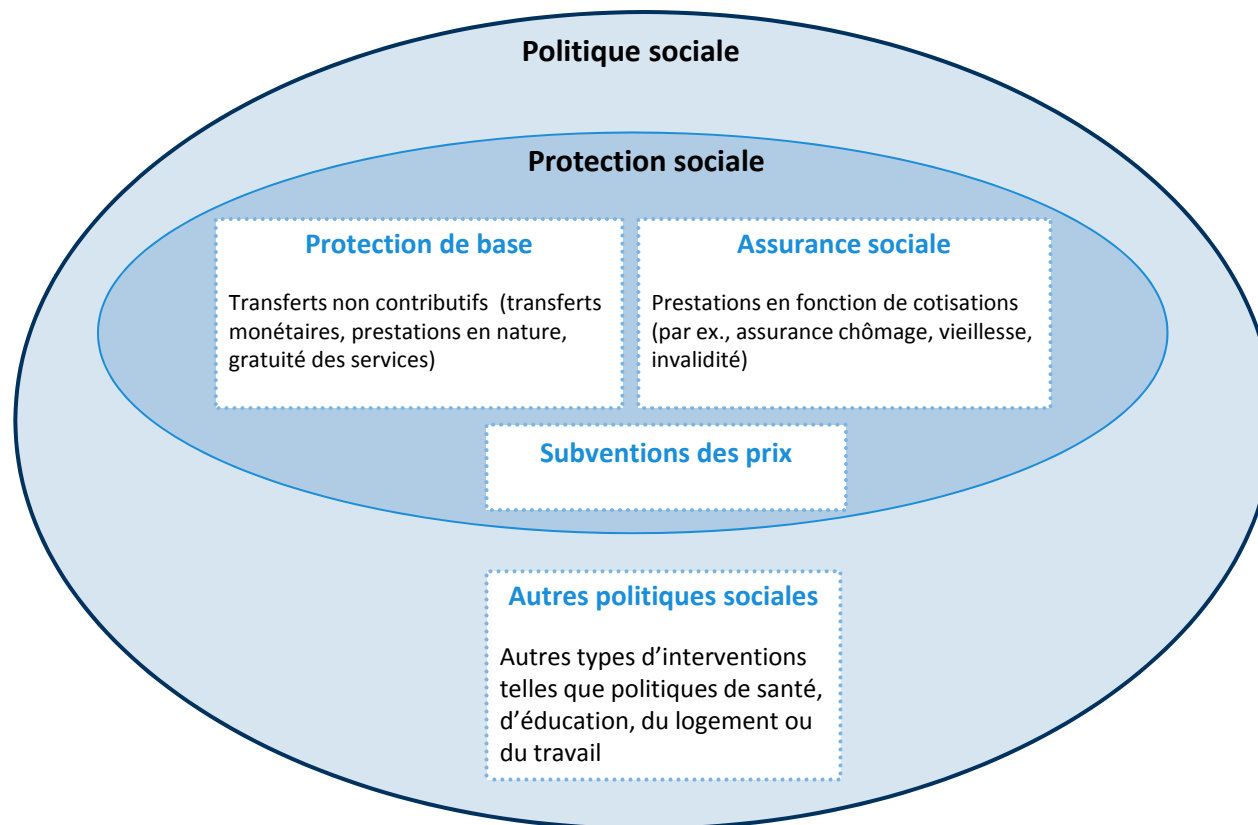 Politique sociale
Protection sociale
Protection de base
Transferts non contributifs  (transferts
monétaires, prestations en nature,
gratuité des services)
Assurance sociale
Prestations en fonction de cotisations
(par ex., assurance chômage, vieillesse,
invalidité)
Subventions des prix
Autres politiques sociales
Autres types d’interventions
telles que politiques de santé,
d’éducation, du logement ou
du travail